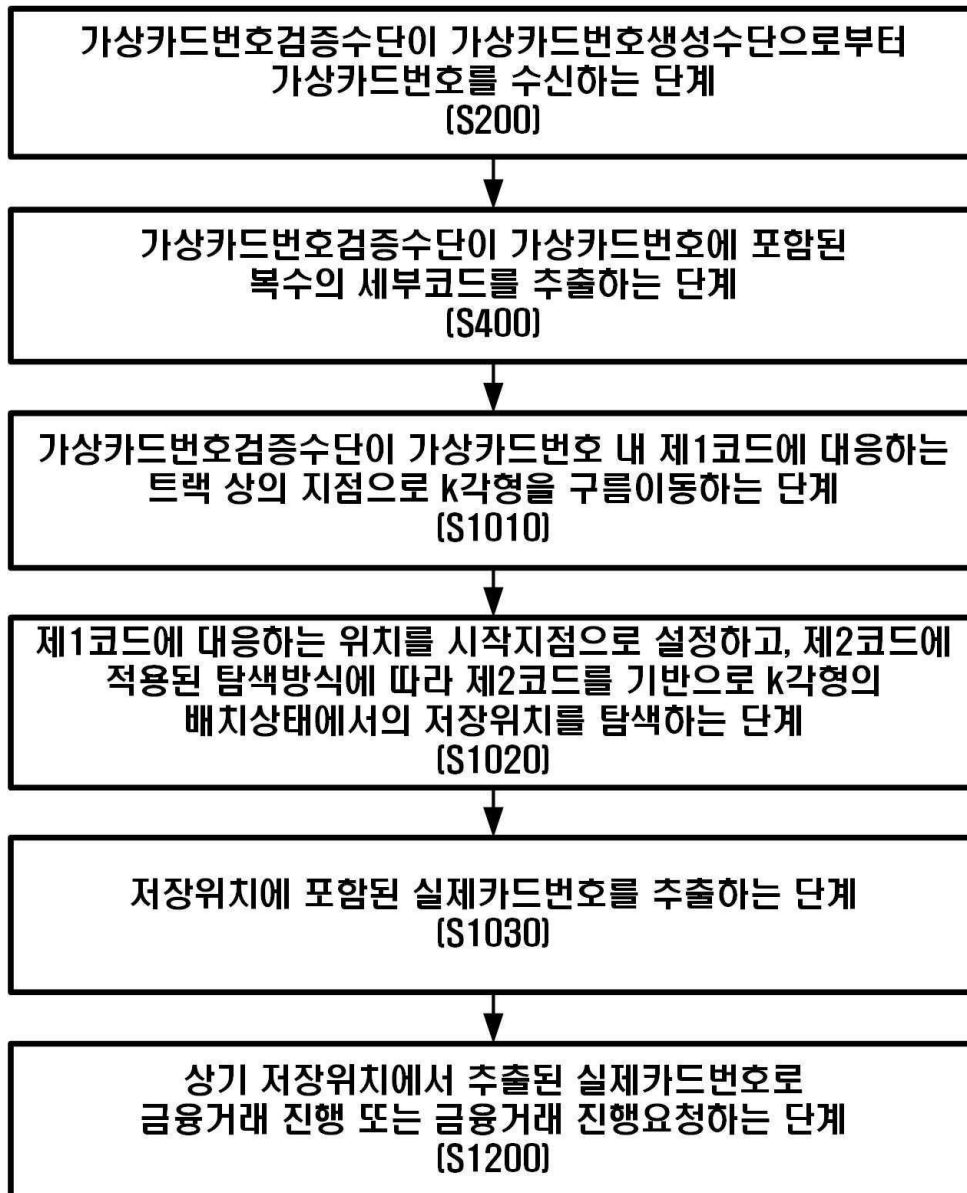 가상카드번호검증수단이 가상카드번호생성수단으로부터
가상카드번호를 수신하는 단계
(S200)
가상카드번호검증수단이 가상카드번호에 포함된
복수의 세부코드를 추출하는 단계
(S400)
가상카드번호검증수단이 가상카드번호 내 제1코드에 대응하는
트랙 상의 지점으로 k각형을 구름이동하는 단계
(S1010)
제1코드에 대응하는 위치를 시작지점으로 설정하고, 제2코드에
적용된 탐색방식에 따라 제2코드를 기반으로 k각형의
배치상태에서의 저장위치를 탐색하는 단계
(S1020)
저장위치에 포함된 실제카드번호를 추출하는 단계
(S1030)
상기 저장위치에서 추출된 실제카드번호로
금융거래 진행 또는 금융거래 진행요청하는 단계
(S1200)